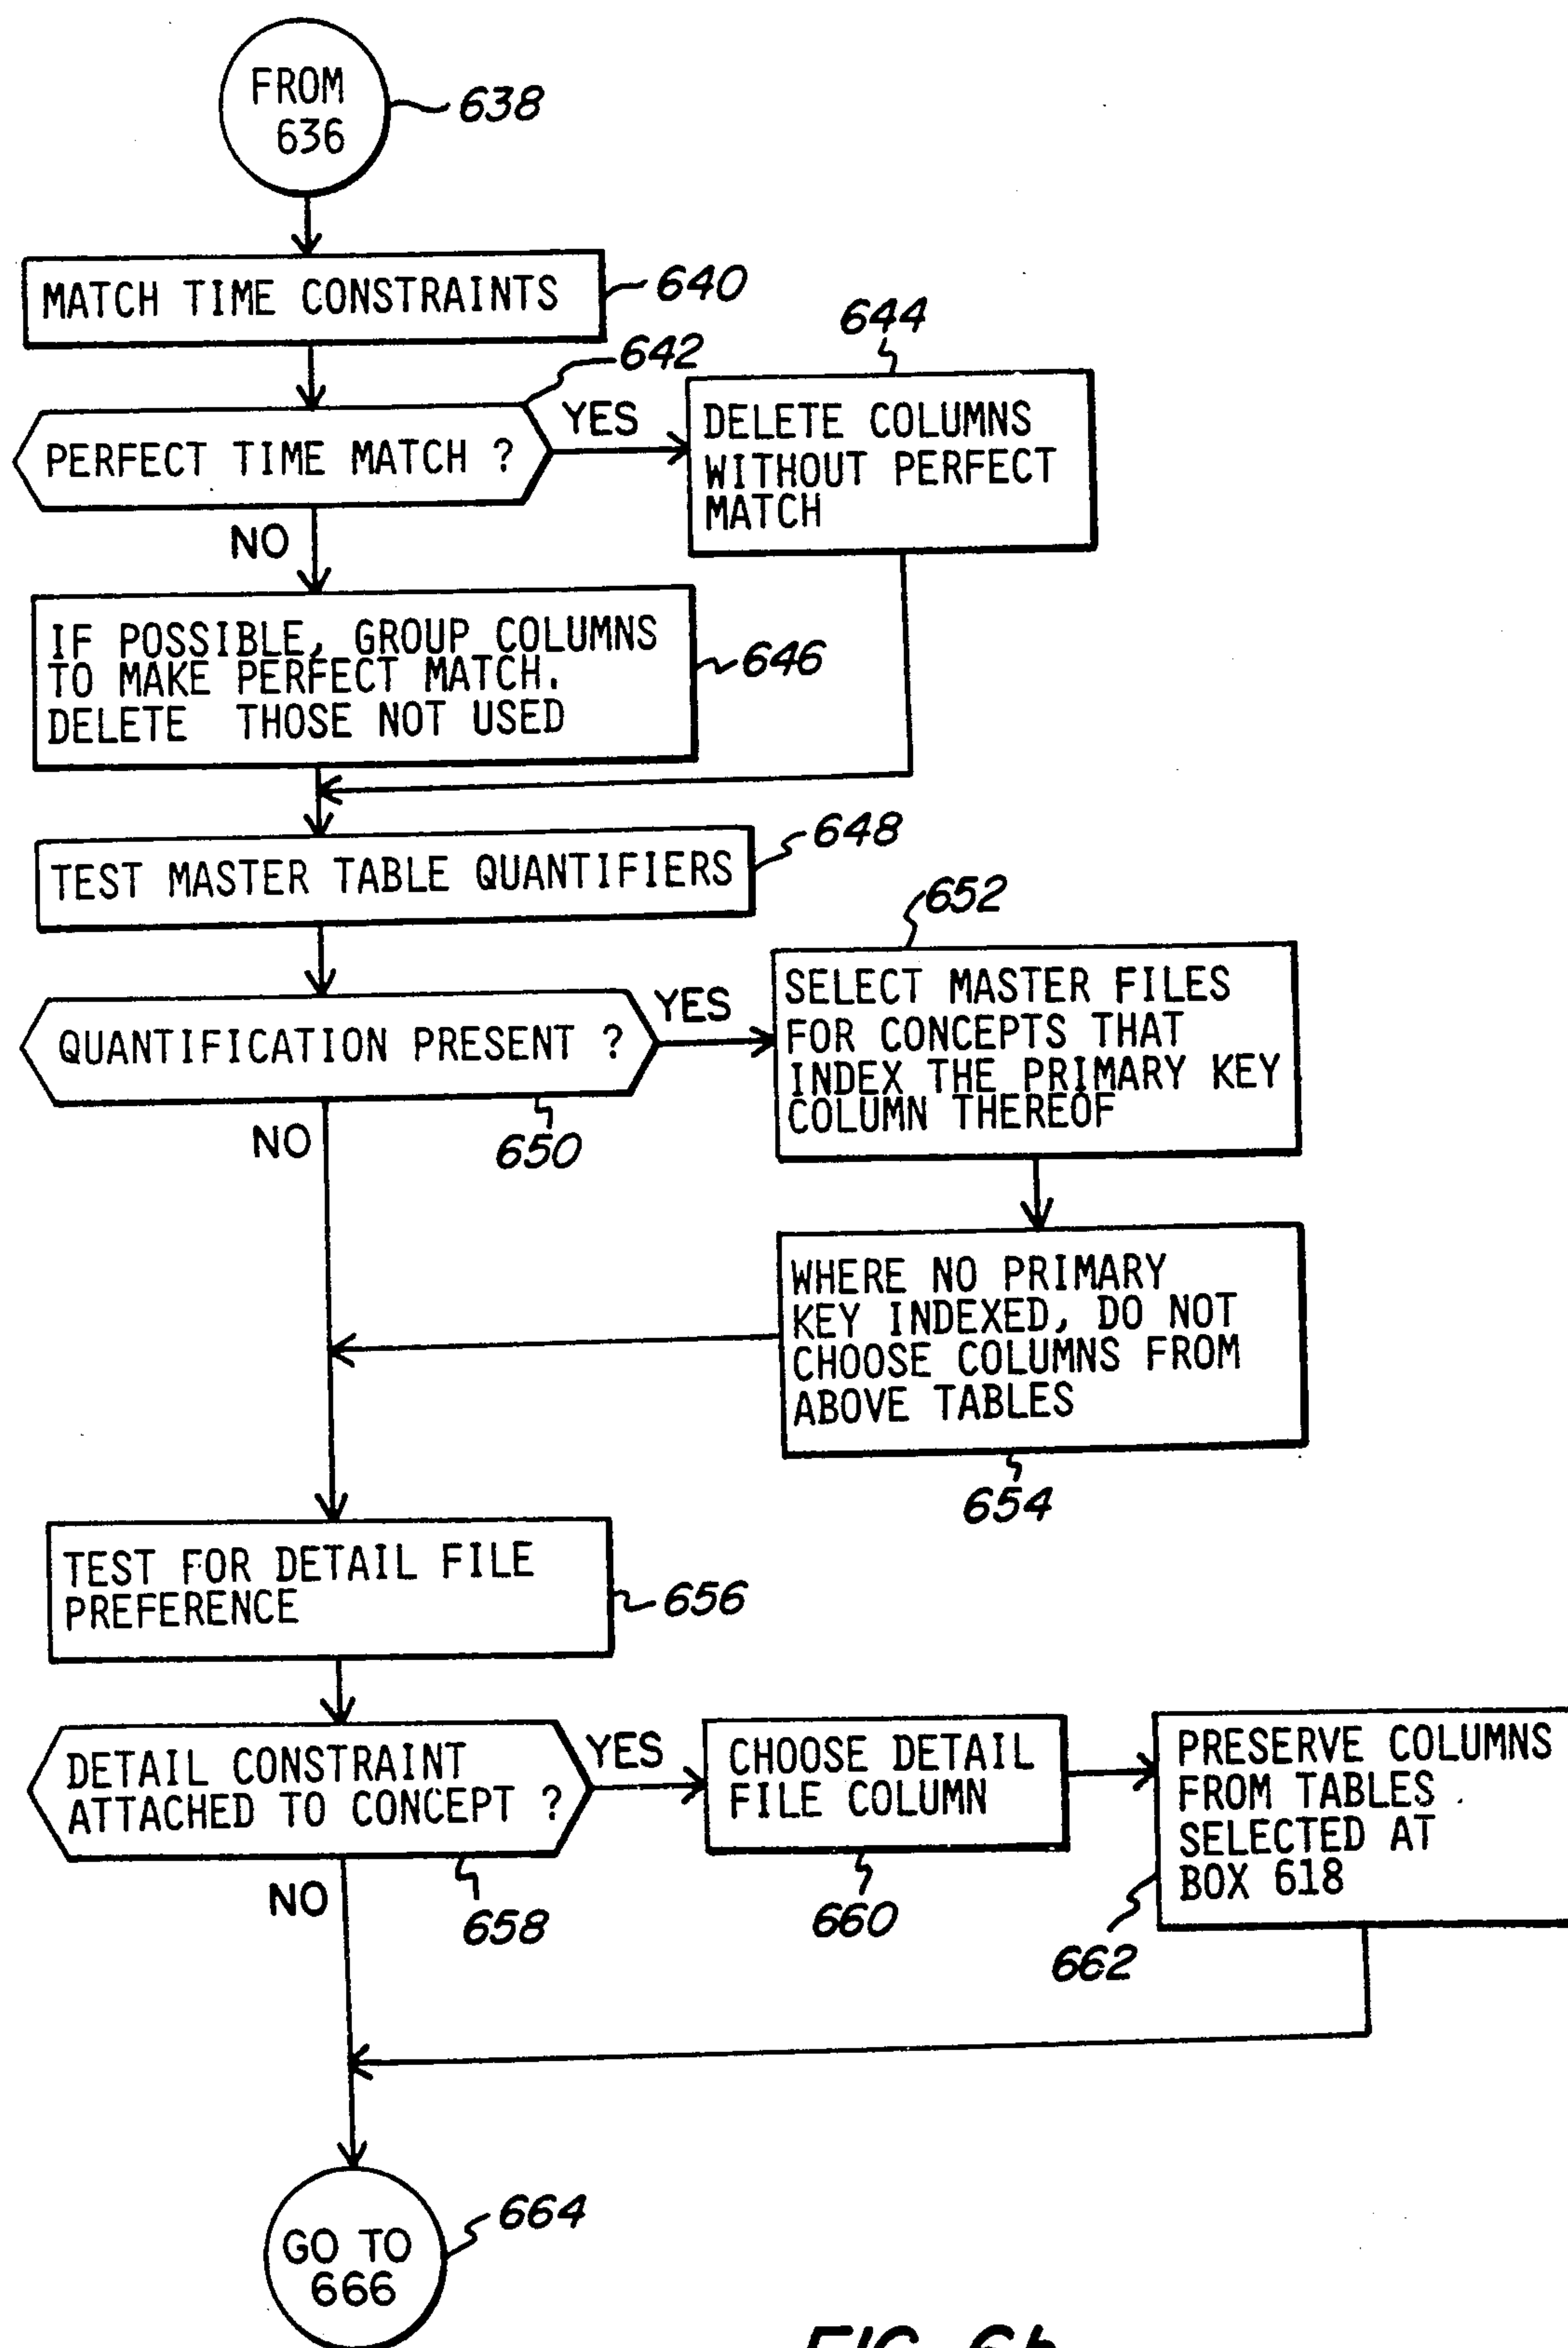 FROM
636
638
MATCH TIME CONSTRAINTS
640
642
644
PERFECT TIME MATCH ?
YES
DELETE COLUMNS
WITHOUT PERFECT
MATCH
NO
IF POSSIBLE, GROUP COLUMNS
TO MAKE PERFECT MATCH.
DELETE THOSE NOT USED
646
648
TEST MASTER TABLE QUANTIFIERS
652
QUANTIFICATION PRESENT ?
YES
SELECT MASTER FILES
FOR CONCEPTS THAT
INDEX THE PRIMARY KEY
COLUMN THEREOF
NO
650
WHERE NO PRIMARY
KEY INDEXED, DO NOT
CHOOSE COLUMNS FROM
ABOVE TABLES
654
TEST FOR DETAIL FILE
PREFERENCE
656
DETAIL CONSTRAINT
ATTACHED TO CONCEPT ?
YES
CHOOSE DETAIL
FILE COLUMN
PRESERVE COLUMNS
FROM TABLES
SELECTED AT
BOX 618
NO
658
660
662
GO TO
666
664
FIG. 6b